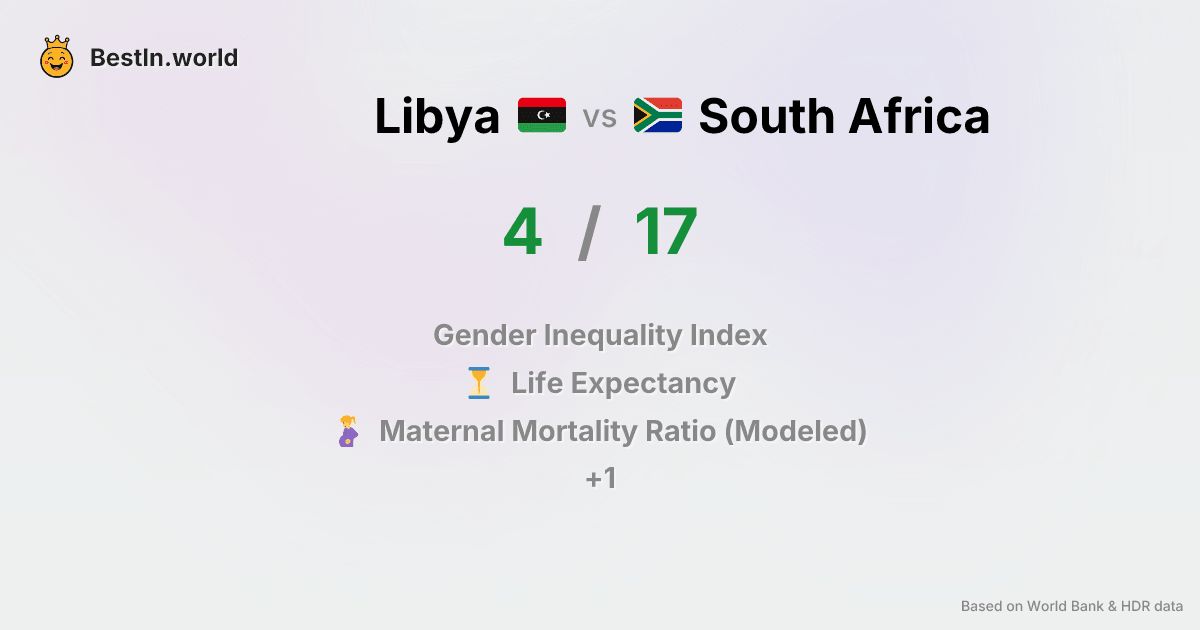 BestIn.world
Libya vs South Africa
4 / 17
Gender Inequality Index
Life Expectancy
Maternal Mortality Ratio (Modeled)
+1
Based on World Bank & HDR data